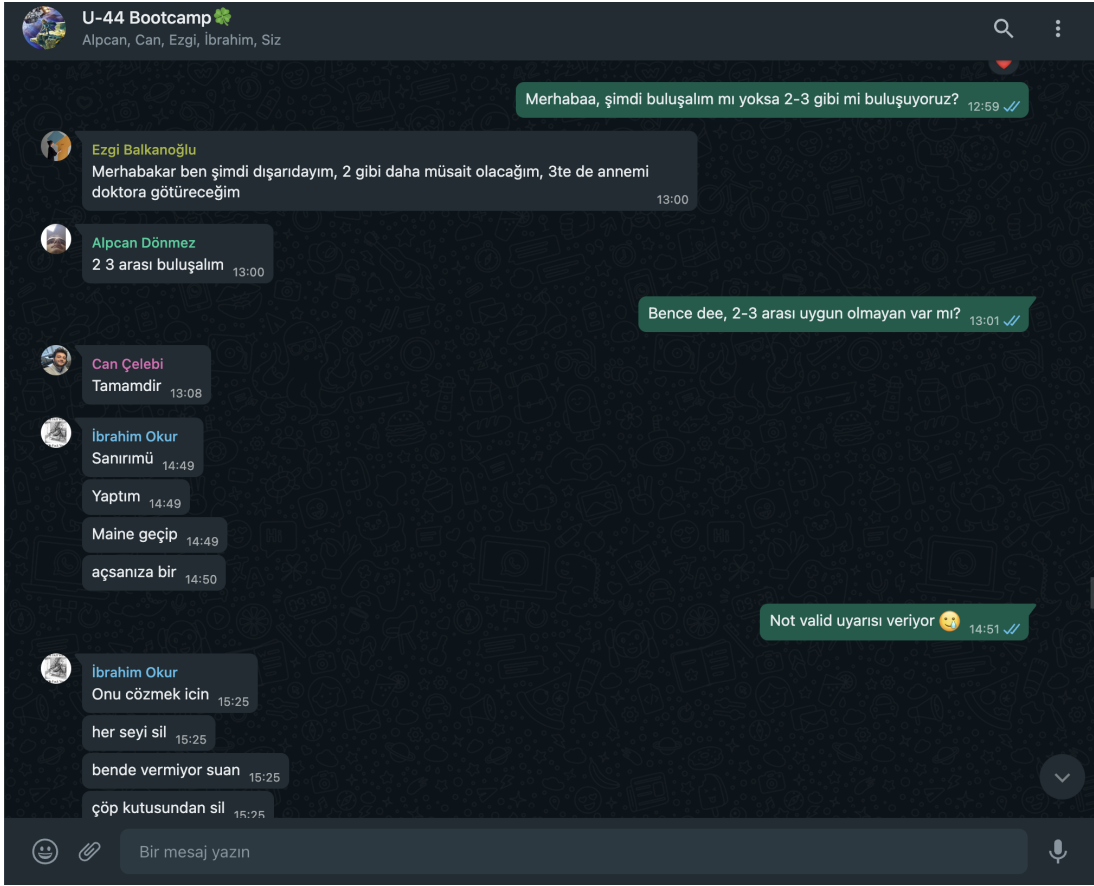 U-44 Bootcamp🍀
Alpcan, Can, Ezgi, İbrahim, Siz
Merhabaa, şimdi buluşalım mı yoksa 2-3 gibi mi buluşuyoruz? 12:59
Ezgi Balkanoğlu
Merhabakar ben şimdi dışarıdayım, 2 gibi daha müsait olacağım, 3te de annemi
doktora götüreceğim 13:00
Alpcan Dönmez
2 3 arası buluşalım 13:00
Bence dee, 2-3 arası uygun olmayan var mı? 13:01
Can Çelebi
Tamamdir 13:08
İbrahim Okur
Sanırımü 14:49
Yaptım 14:49
Maine geçip 14:49
açsanıza bir 14:50
Not valid uyarısı veriyor 🥲 14:51
İbrahim Okur
Onu cözmek icin 15:25
her seyi sil 15:25
bende vermiyor suan 15:25
çöp kutusundan sil 15:25
Bir mesaj yazın